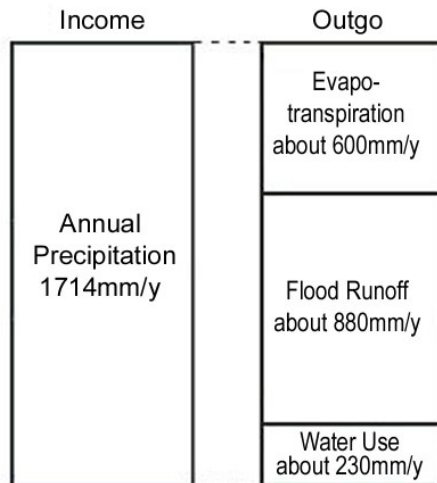 Income
Outgo
Annual
Precipitation
1714mm/y
Evapo-
transpiration
about 600mm/y
Flood Runoff
about 880mm/y
Water Use
about 230mm/y